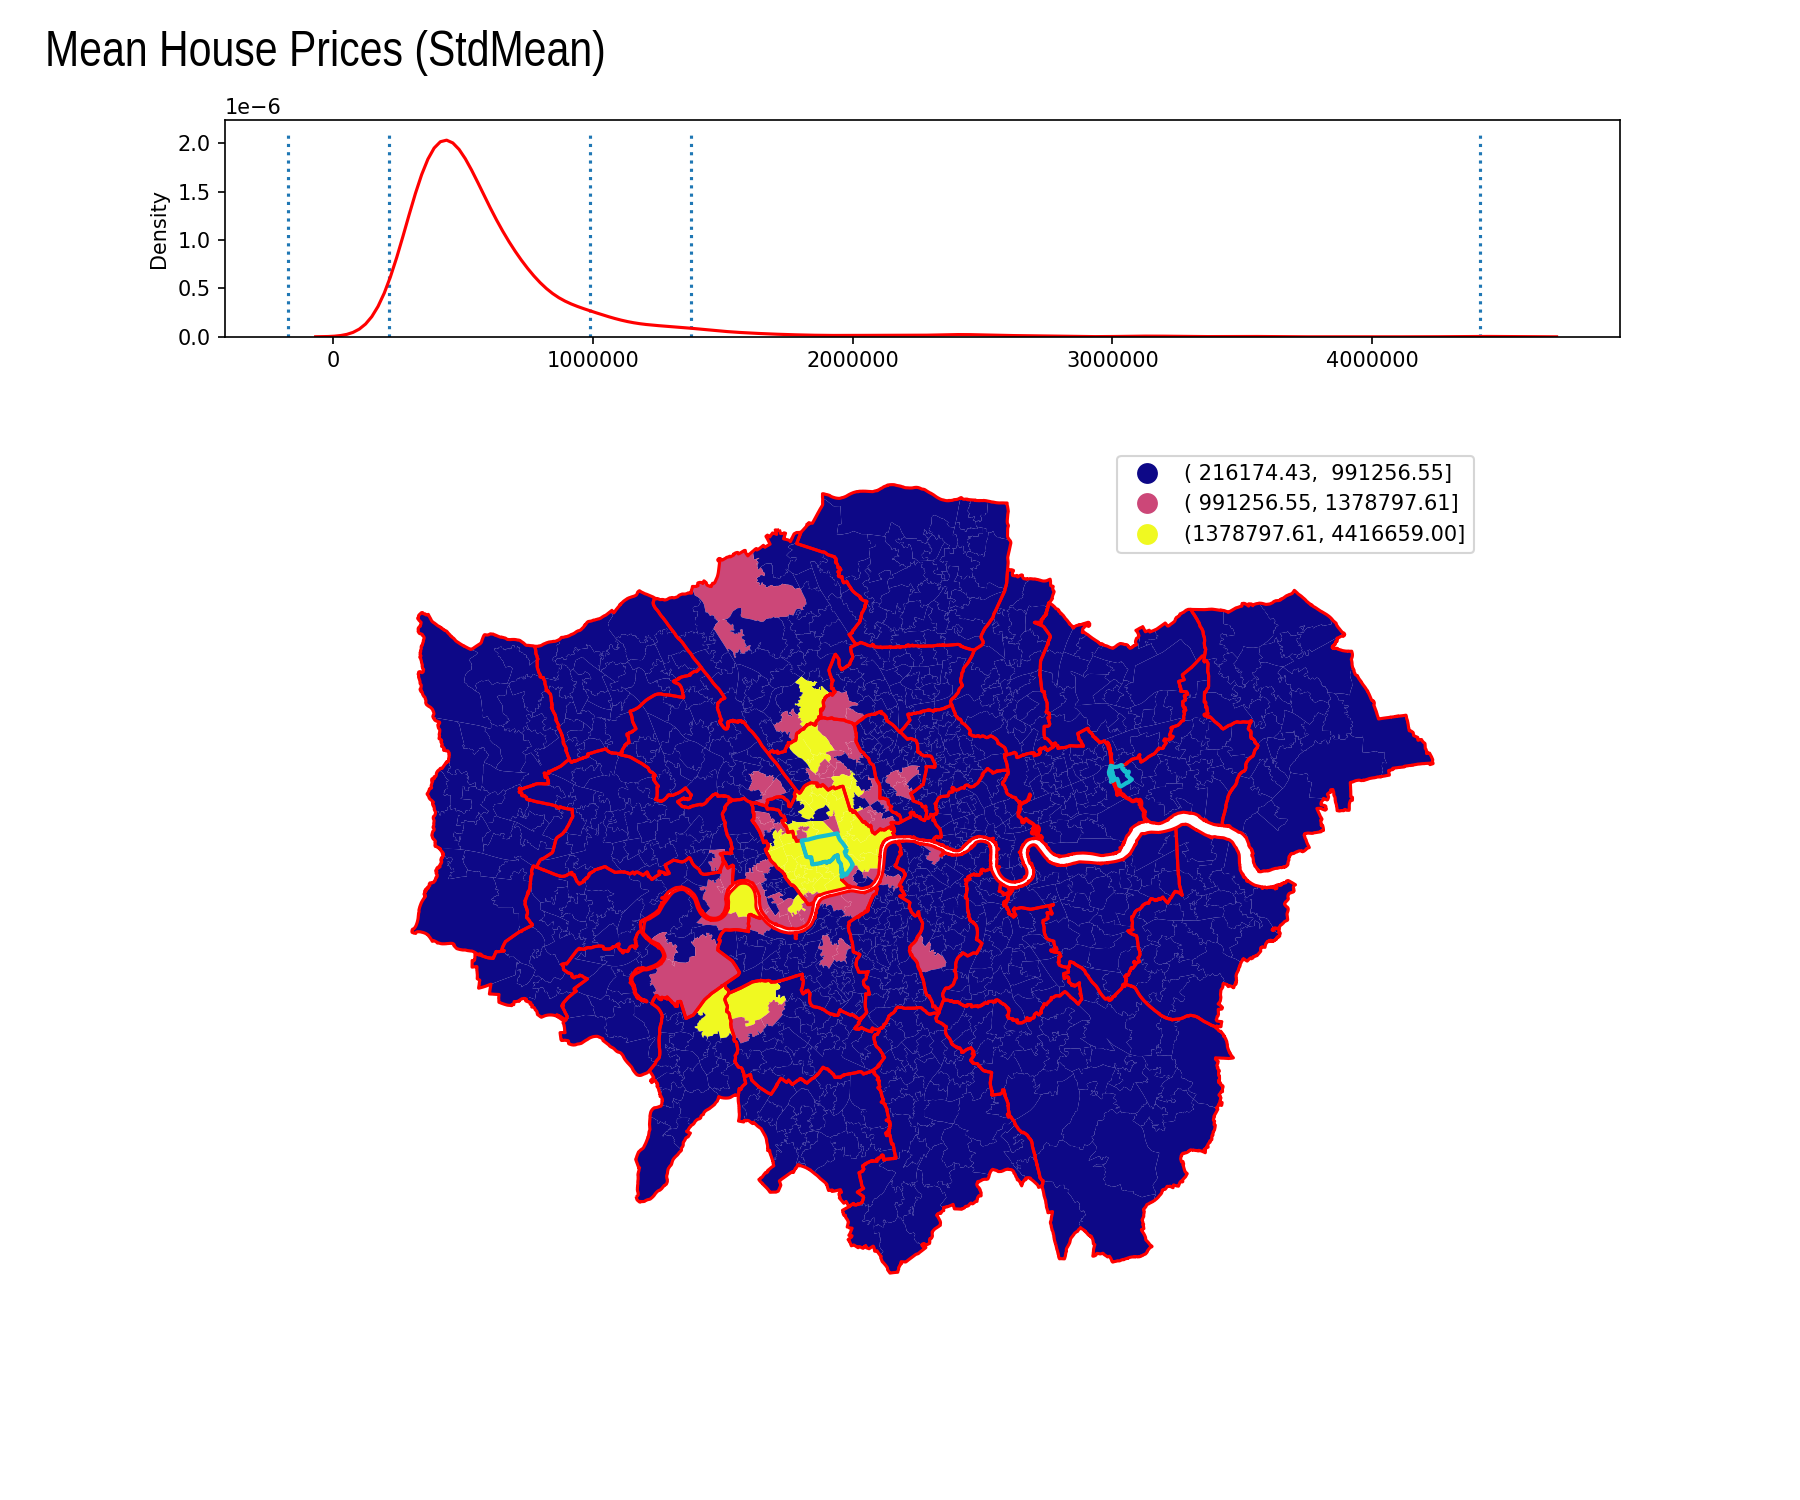 Mean House Prices (StdMean)
1e−6
2.0
1.5
1.0
0.5
0.0
Density
0 1000000 2000000 3000000 4000000
( 216174.43,  991256.55]
( 991256.55, 1378797.61]
(1378797.61, 4416659.00]